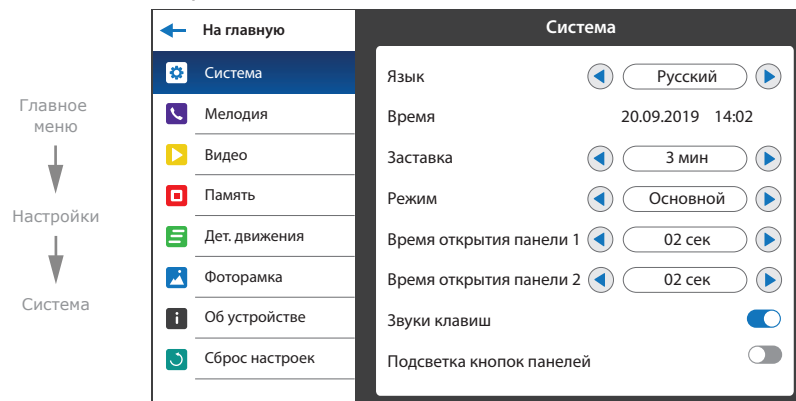 Главное
меню
Настройки
Система
На главную
Система
Мелодия
Видео
Память
Дет. движения
Фоторамка
Об устройстве
Сброс настроек
Система
Язык Русский
Время 20.09.2019 14:02
Заставка 3 мин
Режим Основной
Время открытия панели 1 02 сек
Время открытия панели 2 02 сек
Звуки клавиш
Подсветка кнопок панелей